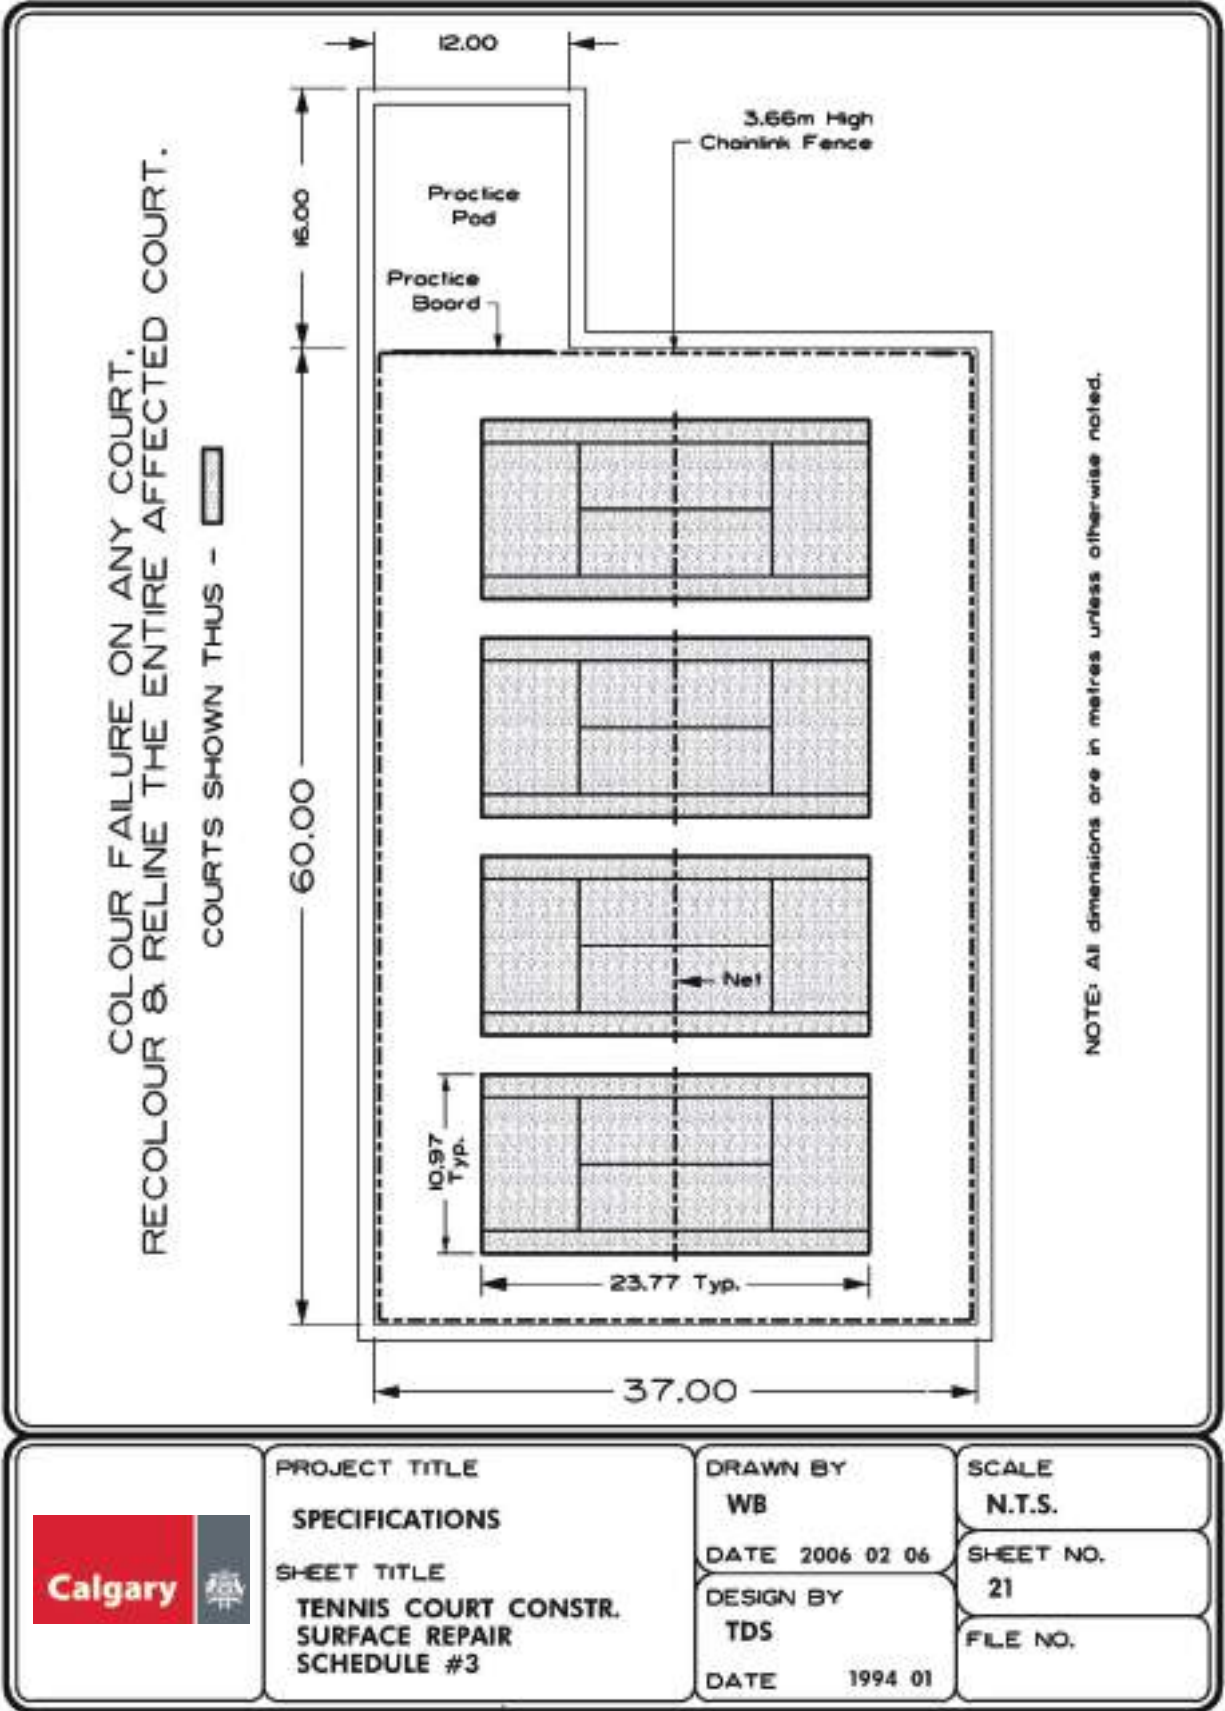 12.00
3.66m High
Chainlink Fence
16.00
Practice
Pad
Practice
Board
COLOUR FAILURE ON ANY COURT,
RECOLOUR & RELINE THE ENTIRE AFFECTED COURT.
COURTS SHOWN THUS -
60.00
NOTE: All dimensions are in metres unless otherwise noted.
Net
10.97
Typ.
23.77 Typ.
37.00
Calgary
PROJECT TITLE
SPECIFICATIONS
SHEET TITLE
TENNIS COURT CONSTR.
SURFACE REPAIR
SCHEDULE #3
DRAWN BY
WB
DATE 2006 02 06
DESIGN BY
TDS
DATE 1994 01
SCALE
N.T.S.
SHEET NO.
21
FILE NO.